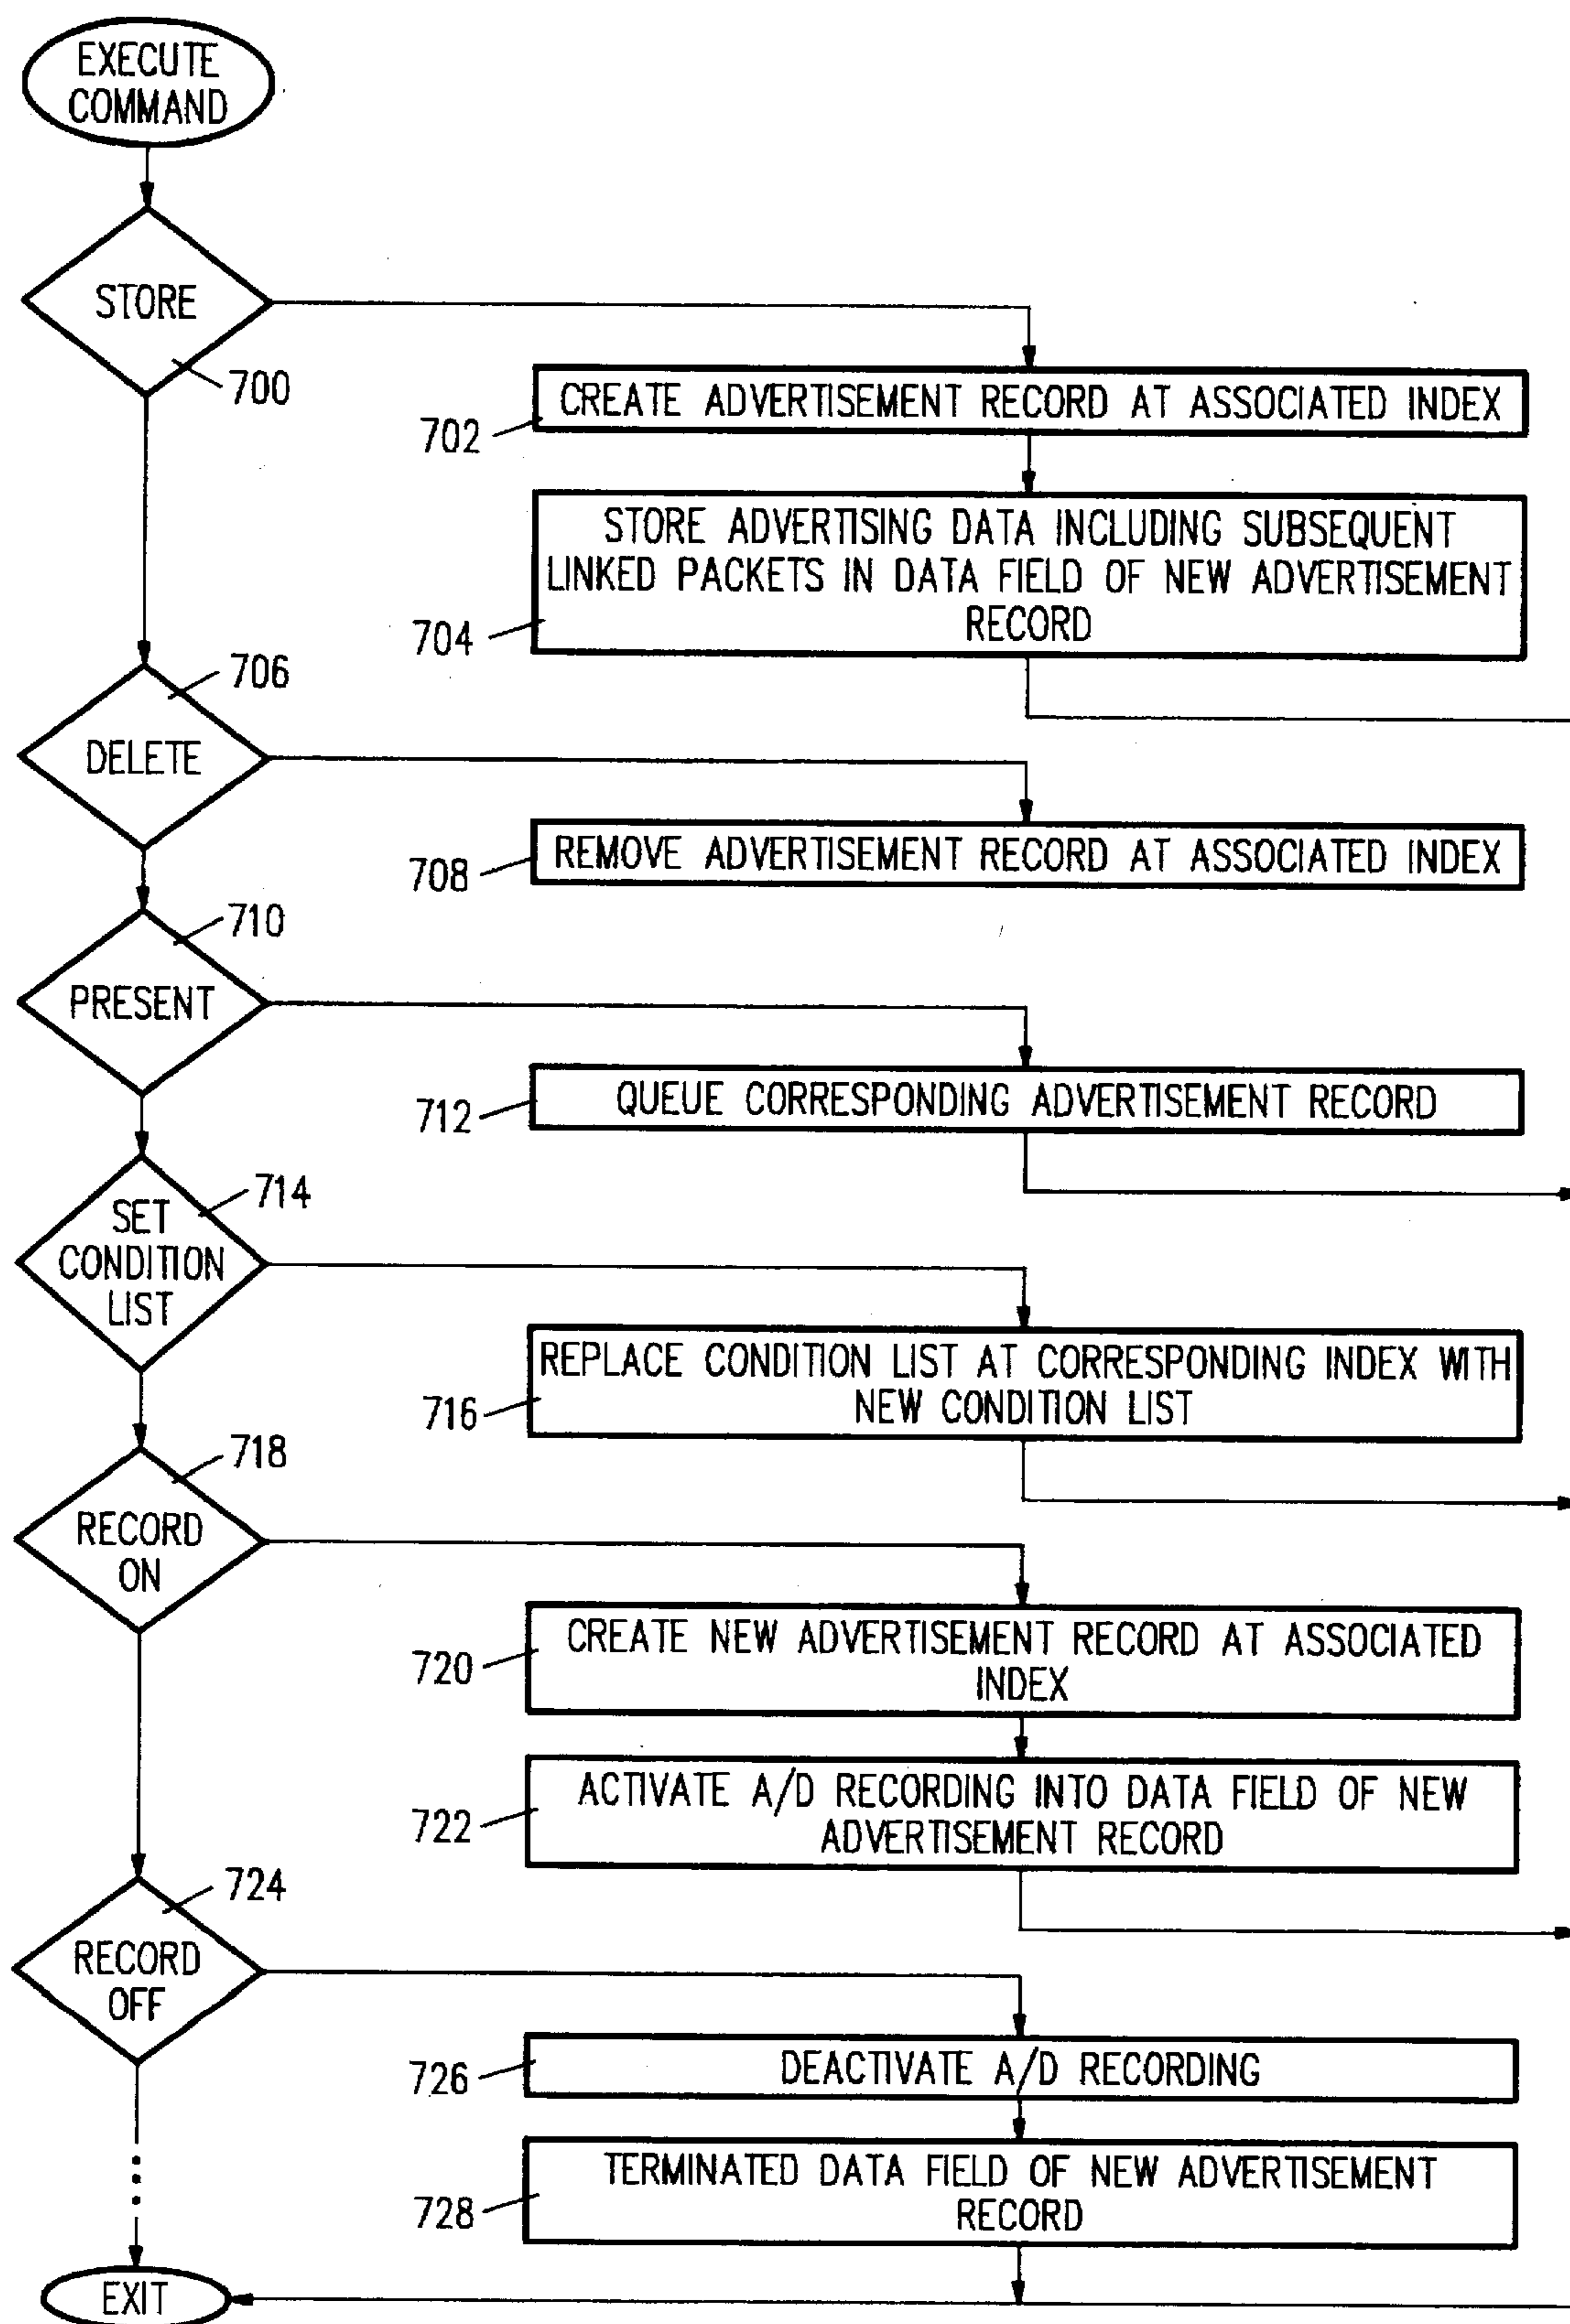 EXECUTE
COMMAND
STORE
700
CREATE ADVERTISEMENT RECORD AT ASSOCIATED INDEX
702
STORE ADVERTISING DATA INCLUDING SUBSEQUENT
LINKED PACKETS IN DATA FIELD OF NEW ADVERTISEMENT
RECORD
704
706
DELETE
REMOVE ADVERTISEMENT RECORD AT ASSOCIATED INDEX
708
710
PRESENT
QUEUE CORRESPONDING ADVERTISEMENT RECORD
712
714
SET
CONDITION
LIST
REPLACE CONDITION LIST AT CORRESPONDING INDEX WITH
NEW CONDITION LIST
716
718
RECORD
ON
CREATE NEW ADVERTISEMENT RECORD AT ASSOCIATED
INDEX
720
ACTIVATE A/D RECORDING INTO DATA FIELD OF NEW
ADVERTISEMENT RECORD
722
724
RECORD
OFF
DEACTIVATE A/D RECORDING
726
TERMINATED DATA FIELD OF NEW ADVERTISEMENT
RECORD
728
EXIT